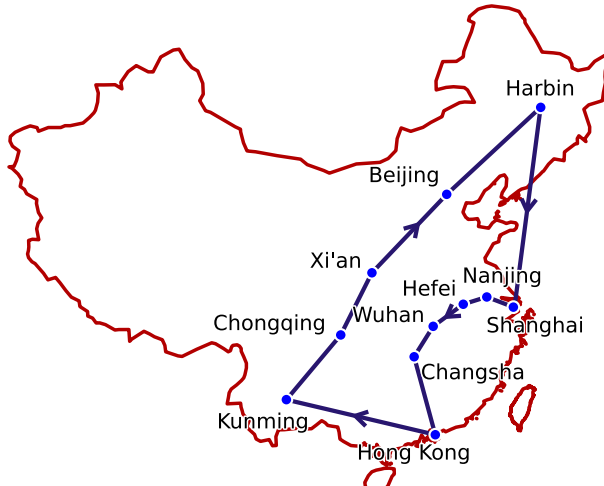 Harbin
Beijing
Xi'an
Nanjing
Hefei
Wuhan
Chongqing
Shanghai
Changsha
Kunming
Hong Kong